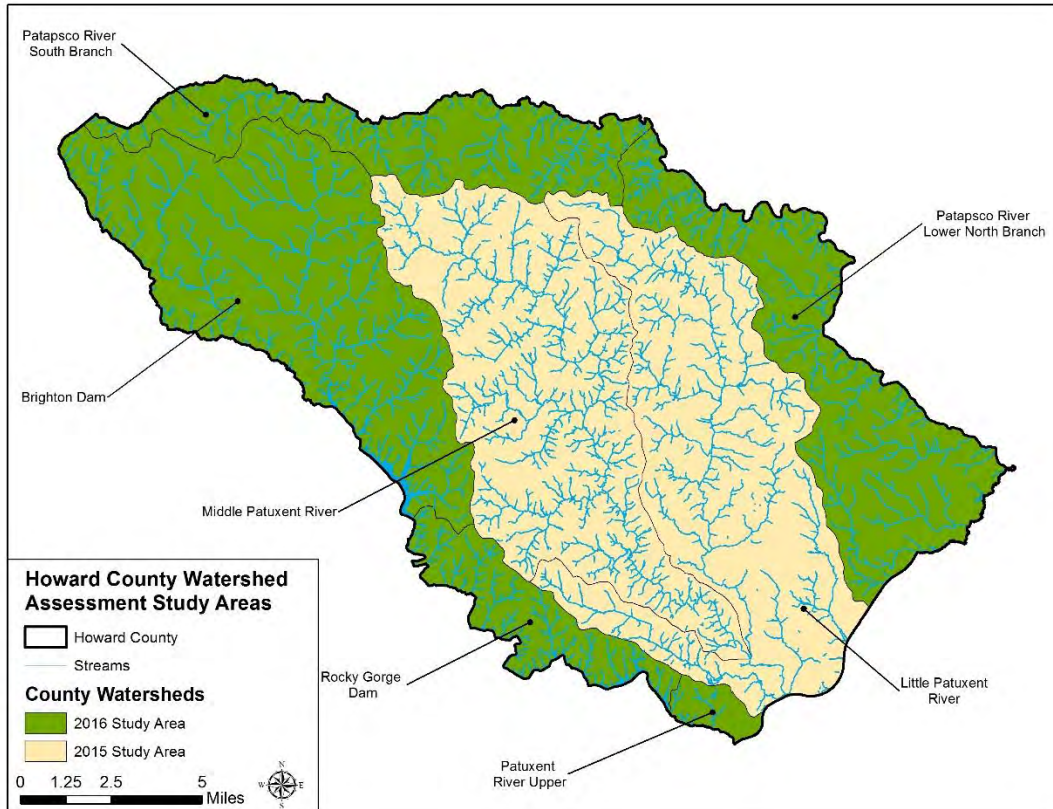 Patapsco River
South Branch
Patapsco River
Lower North Branch
Brighton Dam
Middle Patuxent River
Rocky Gorge
Dam
Little Patuxent
River
Patuxent
River Upper
Howard County Watershed
Assessment Study Areas
Howard County
Streams
County Watersheds
2016 Study Area
2015 Study Area
0 1.25 2.5 5
Miles
N
W E
S